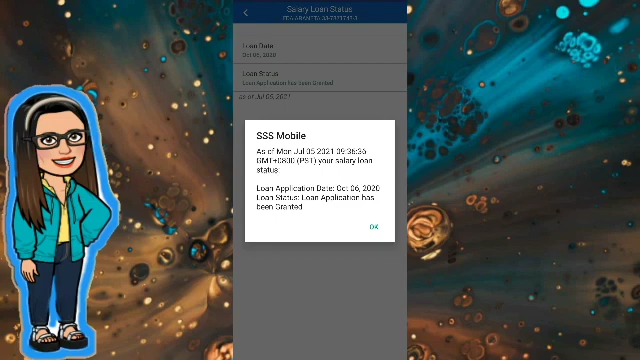 Salary Loan Status
Loan Date
Oct 06, 2020
Loan Status
Loan Application has been Granted
as of Jul 05, 2021
SSS Mobile
As of Mon Jul 05 2021 09:36:36
GMT+0800 (PST) your salary loan
status:
Loan Application Date: Oct 06, 2020
Loan Status: Loan Application has
been Granted
OK